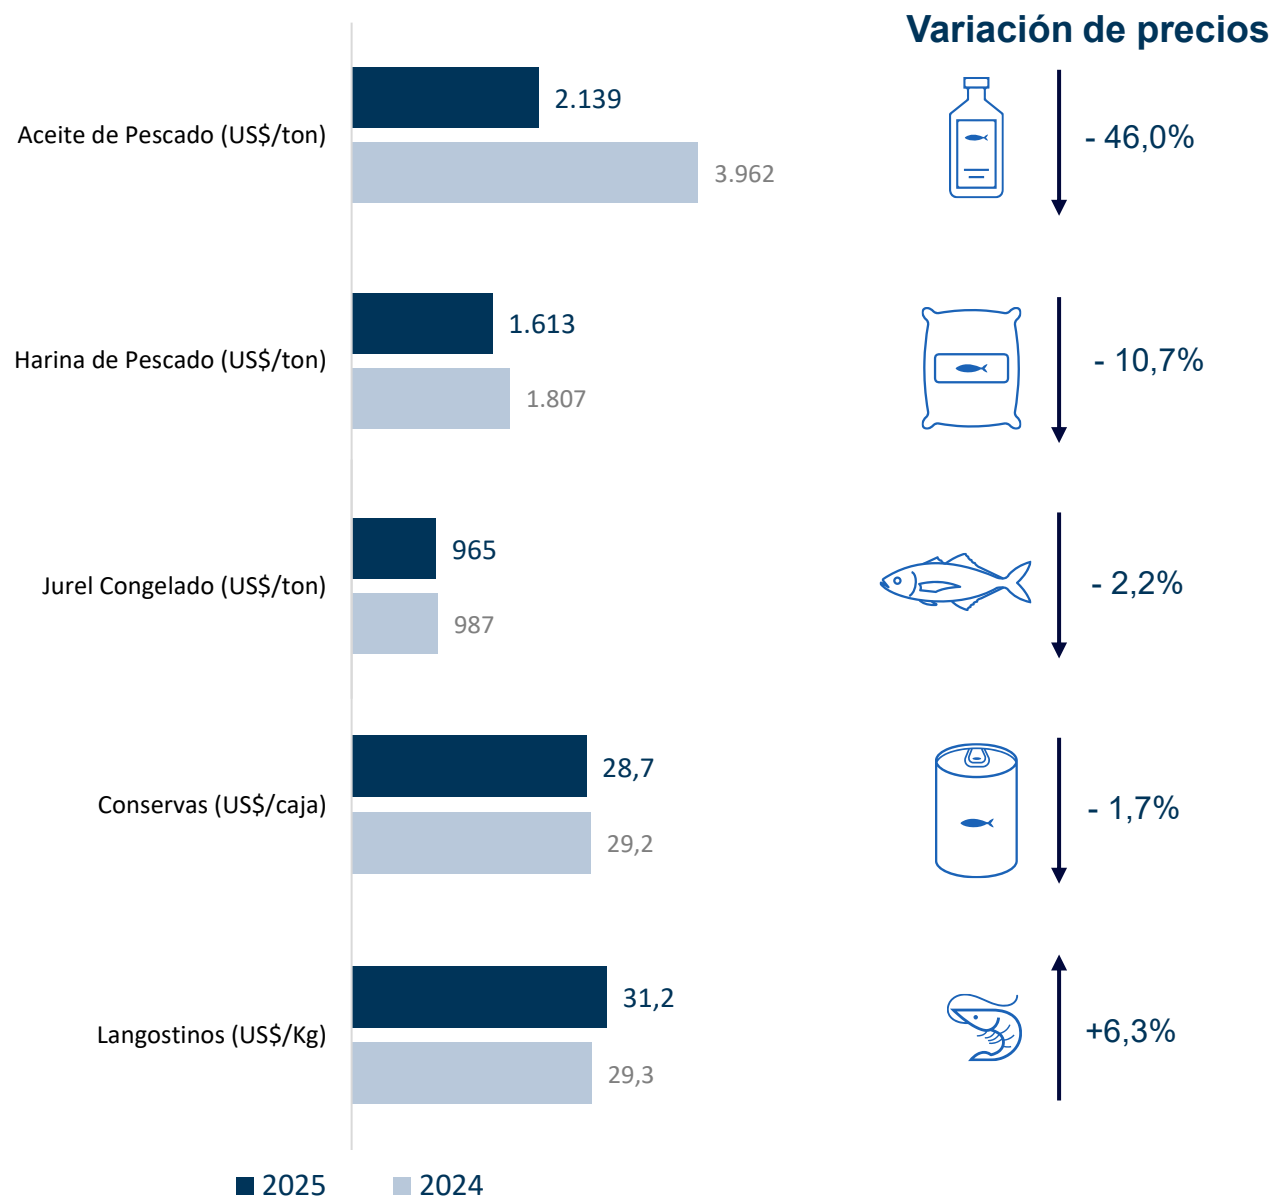 Variación de precios
Aceite de Pescado (US$/ton)
2.139
3.962
- 46,0%
Harina de Pescado (US$/ton)
1.613
1.807
- 10,7%
Jurel Congelado (US$/ton)
965
987
- 2,2%
Conservas (US$/caja)
28,7
29,2
- 1,7%
Langostinos (US$/Kg)
31,2
29,3
+6,3%
2025
2024